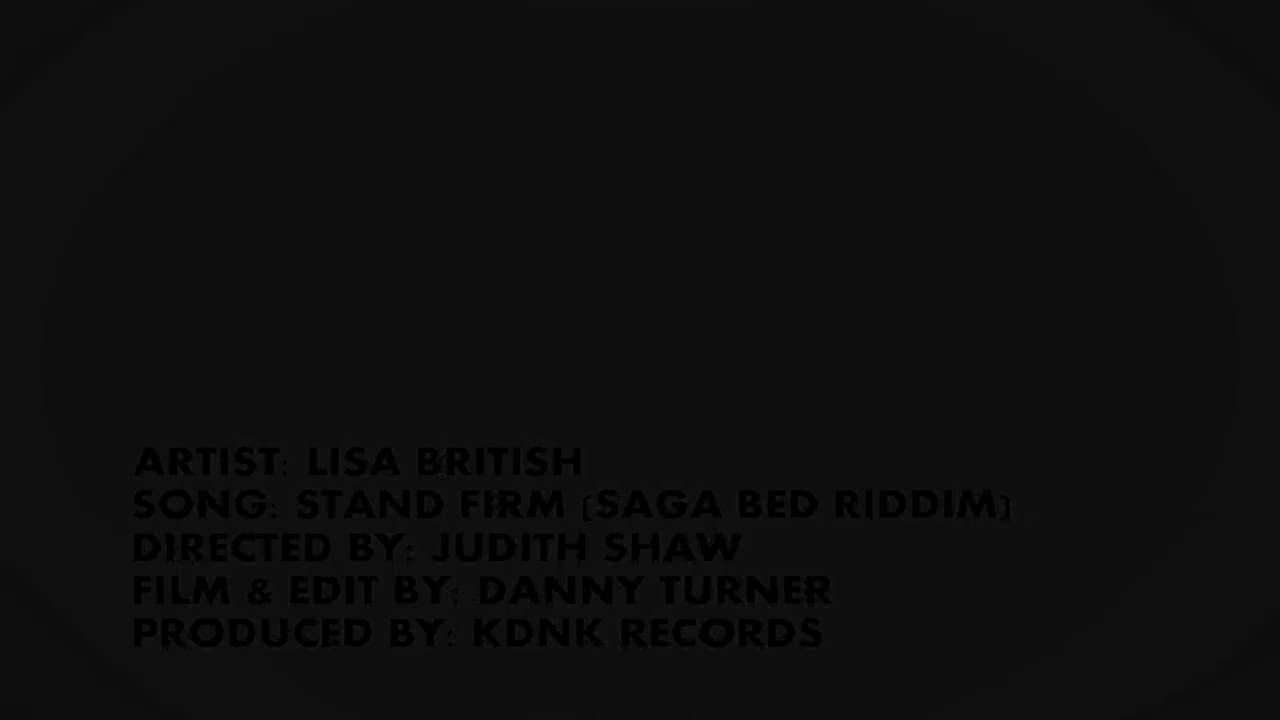 ARTIST: LISA BRITISH
SONG: STAND FIRM (SAGA BED RIDDIM)
DIRECTED BY: JUDITH SHAW
FILM & EDIT BY: DANNY TURNER
PRODUCED BY: KDNK RECORDS